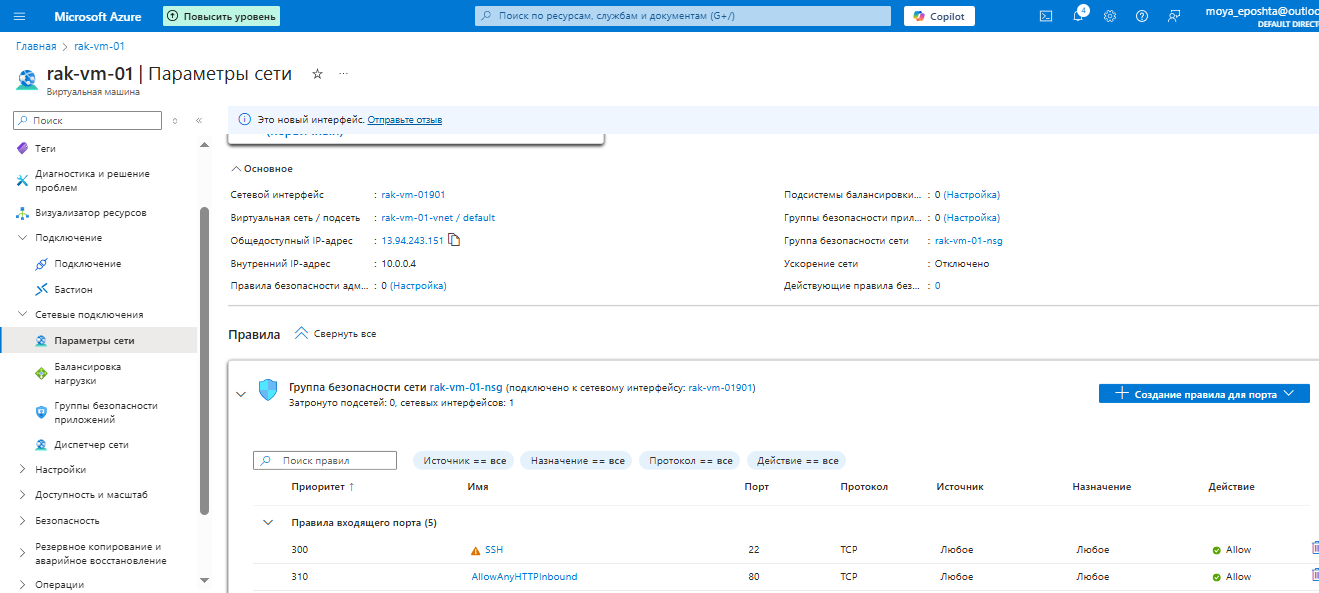 Microsoft Azure
Повысить уровень
Поиск по ресурсам, службам и документам (G+/)
Copilot
4
moya_eposhta@outloo
DEFAULT DIRECT
Главная > rak-vm-01
rak-vm-01 | Параметры сети
Виртуальная машина
Поиск
Теги
Диагностика и решение
проблем
Визуализатор ресурсов
Подключение
Подключение
Бастион
Сетевые подключения
Параметры сети
Балансировка
нагрузки
Группы безопасности
приложений
Диспетчер сети
Настройки
Доступность и масштаб
Безопасность
Резервное копирование и
аварийное восстановление
Операции
Это новый интерфейс. Отправьте отзыв
Основное
Сетевой интерфейс : rak-vm-01901
Виртуальная сеть / подсеть : rak-vm-01-vnet / default
Общедоступный IP-адрес : 13.94.243.151
Внутренний IP-адрес : 10.0.0.4
Правила безопасности адм... : 0 (Настройка)
Подсистемы балансировки... : 0 (Настройка)
Группы безопасности прил... : 0 (Настройка)
Группа безопасности сети : rak-vm-01-nsg
Ускорение сети : Отключено
Действующие правила без... : 0
Правила Свернуть все
Группа безопасности сети rak-vm-01-nsg (подключено к сетевому интерфейсу: rak-vm-01901)
Затронуто подсетей: 0, сетевых интерфейсов: 1
Создание правила для порта
Поиск правил
Источник == все
Назначение == все
Протокол == все
Действие == все
Приоритет ↑ Имя Порт Протокол Источник Назначение Действие
Правила входящего порта (5)
300 SSH 22 TCP Любое Любое Allow
310 AllowAnyHTTPInbound 80 TCP Любое Любое Allow